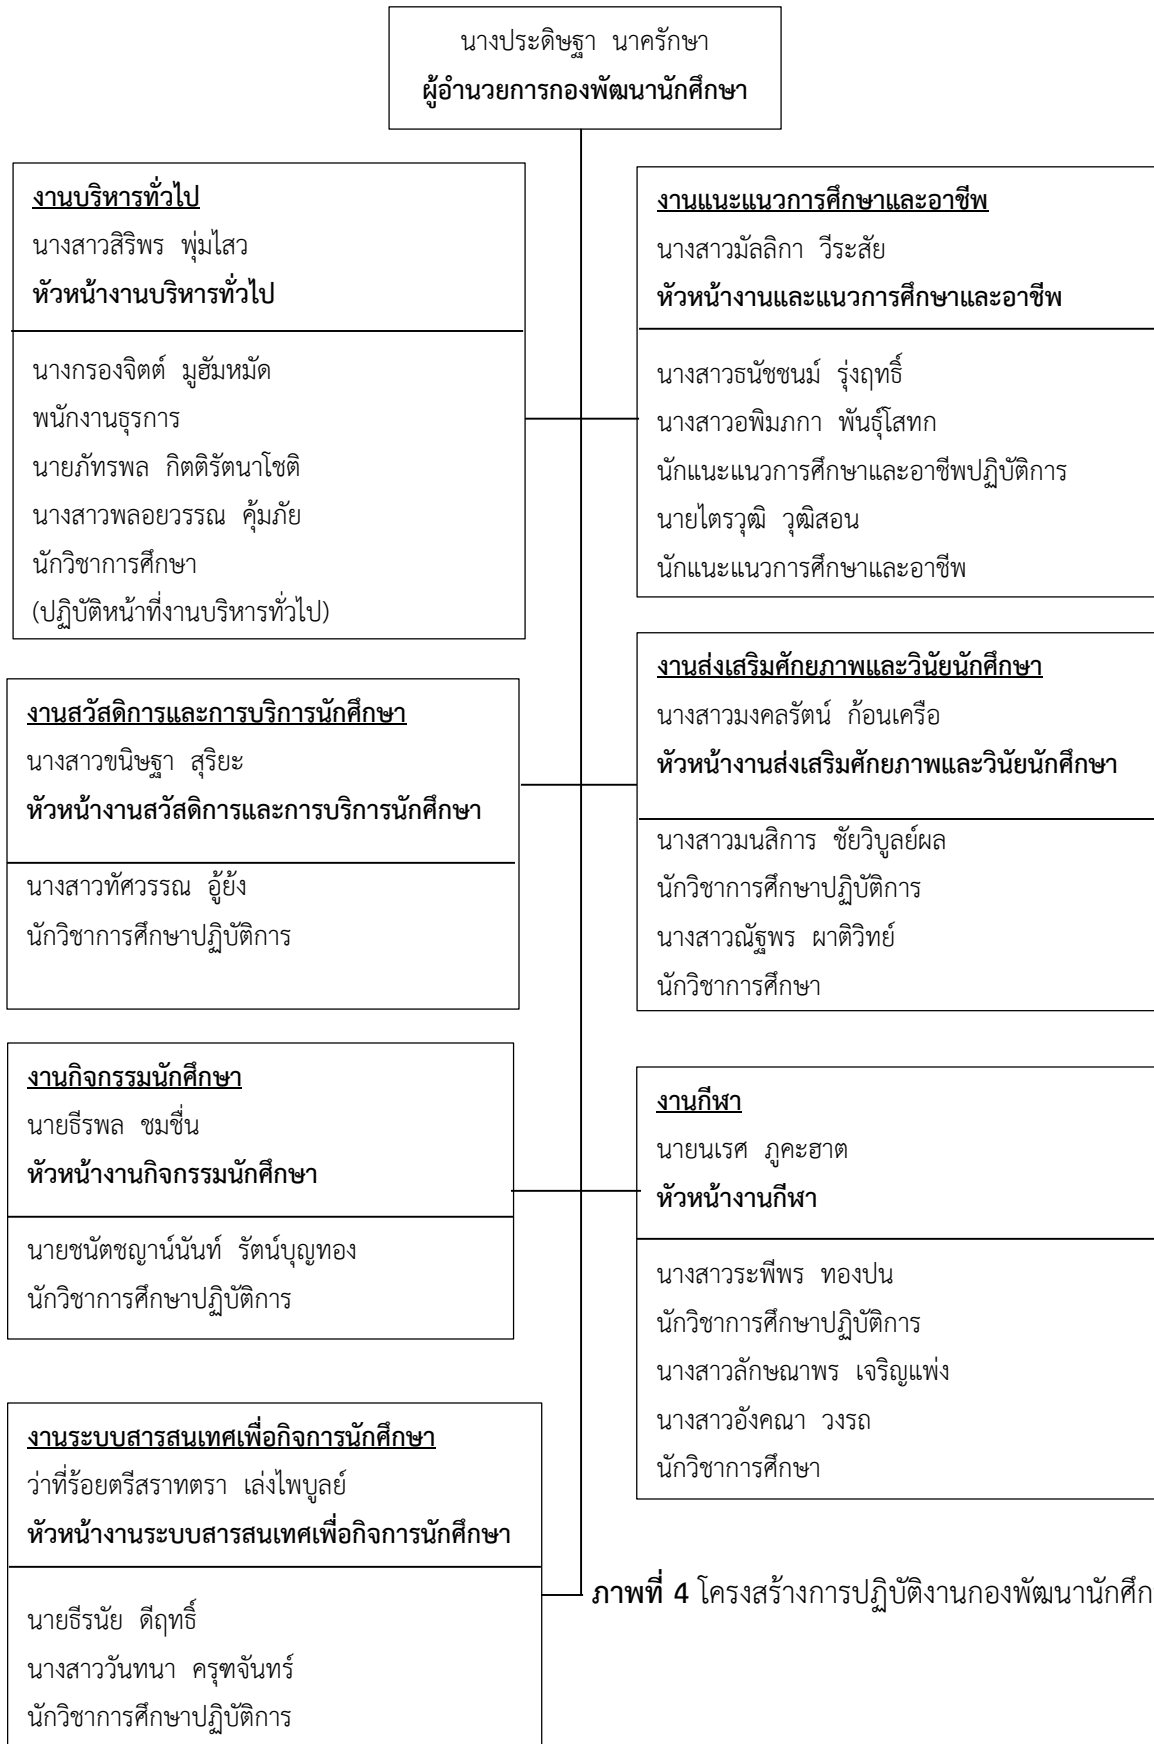 นางประดิษฐา นาครักษา
ผู้อำนวยการกองพัฒนานักศึกษา
งานบริหารทั่วไป
นางสาวสิริพร พุ่มไสว
หัวหน้างานบริหารทั่วไป
นางกรองจิตต์ มูฮัมหมัด
พนักงานธุรการ
นายภัทรพล กิตติรัตนาโชติ
นางสาวพลอยวรรณ คุ้มภัย
นักวิชาการศึกษา
(ปฏิบัติหน้าที่งานบริหารทั่วไป)
งานแนะแนวการศึกษาและอาชีพ
นางสาวมัลลิกา วีระสัย
หัวหน้างานและแนวการศึกษาและอาชีพ
นางสาวธนัชชนม์ รุ่งฤทธิ์
นางสาวอพิมภกา พันธุ์โสทก
นักแนะแนวการศึกษาและอาชีพปฏิบัติการ
นายไตรวุฒิ วุฒิสอน
นักแนะแนวการศึกษาและอาชีพ
งานสวัสดิการและการบริการนักศึกษา
นางสาวขนิษฐา สุริยะ
หัวหน้างานสวัสดิการและการบริการนักศึกษา
นางสาวทัศวรรณ อู้ย้ง
นักวิชาการศึกษาปฏิบัติการ
งานส่งเสริมศักยภาพและวินัยนักศึกษา
นางสาวมงคลรัตน์ ก้อนเครือ
หัวหน้างานส่งเสริมศักยภาพและวินัยนักศึกษา
นางสาวมนสิการ ชัยวิบูลย์ผล
นักวิชาการศึกษาปฏิบัติการ
นางสาวณัฐพร ผาติวิทย์
นักวิชาการศึกษา
งานกิจกรรมนักศึกษา
นายธีรพล ชมชื่น
หัวหน้างานกิจกรรมนักศึกษา
นายชนัตชญาน์นันท์ รัตน์บุญทอง
นักวิชาการศึกษาปฏิบัติการ
งานกีฬา
นายนเรศ ภูคะฮาต
หัวหน้างานกีฬา
นางสาวระพีพร ทองปน
นักวิชาการศึกษาปฏิบัติการ
นางสาวลักษณาพร เจริญแพ่ง
นางสาวอังคณา วงรถ
นักวิชาการศึกษา
งานระบบสารสนเทศเพื่อกิจการนักศึกษา
ว่าที่ร้อยตรีสราทตรา เล่งไพบูลย์
หัวหน้างานระบบสารสนเทศเพื่อกิจการนักศึกษา
นายธีรนัย ดีฤทธิ์
นางสาววันทนา ครุฑจันทร์
นักวิชาการศึกษาปฏิบัติการ
ภาพที่ 4 โครงสร้างการปฏิบัติงานกองพัฒนานักศึก